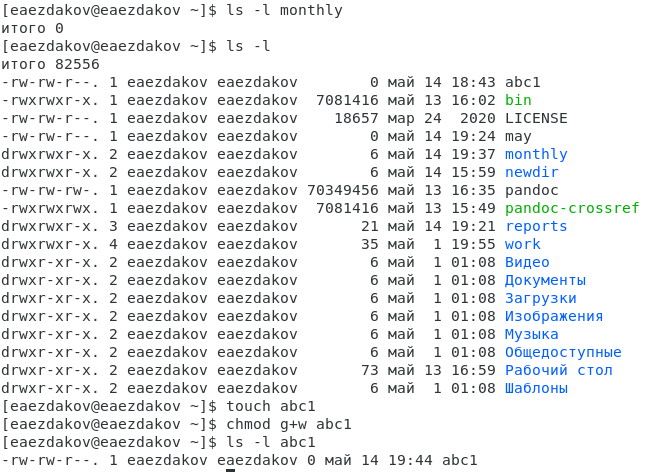 [eaezdakov@eaezdakov ~]$ ls -l monthly
итого 0
[eaezdakov@eaezdakov ~]$ ls -l
итого 82556
-rw-rw-r--. 1 eaezdakov eaezdakov        0 май 14 18:43 abc1
-rwxrwxr-x. 1 eaezdakov eaezdakov  7081416 май 13 16:02 bin
-rw-rw-r--. 1 eaezdakov eaezdakov    18657 мар 24  2020 LICENSE
-rw-rw-r--. 1 eaezdakov eaezdakov        0 май 14 19:24 may
drwxrwxr-x. 2 eaezdakov eaezdakov        6 май 14 19:37 monthly
drwxrwxr-x. 2 eaezdakov eaezdakov        6 май 14 15:59 newdir
-rw-rw-rw-. 1 eaezdakov eaezdakov 70349456 май 13 16:35 pandoc
-rwxrwxrwx. 1 eaezdakov eaezdakov  7081416 май 13 15:49 pandoc-crossref
drwxrwxr-x. 3 eaezdakov eaezdakov       21 май 14 19:21 reports
drwxrwxr-x. 4 eaezdakov eaezdakov       35 май  1 19:55 work
drwxr-xr-x. 2 eaezdakov eaezdakov        6 май  1 01:08 Видео
drwxr-xr-x. 2 eaezdakov eaezdakov        6 май  1 01:08 Документы
drwxr-xr-x. 2 eaezdakov eaezdakov        6 май  1 01:08 Загрузки
drwxr-xr-x. 2 eaezdakov eaezdakov        6 май  1 01:08 Изображения
drwxr-xr-x. 2 eaezdakov eaezdakov        6 май  1 01:08 Музыка
drwxr-xr-x. 2 eaezdakov eaezdakov        6 май  1 01:08 Общедоступные
drwxr-xr-x. 2 eaezdakov eaezdakov       73 май 13 16:59 Рабочий стол
drwxr-xr-x. 2 eaezdakov eaezdakov        6 май  1 01:08 Шаблоны
[eaezdakov@eaezdakov ~]$ touch abc1
[eaezdakov@eaezdakov ~]$ chmod g+w abc1
[eaezdakov@eaezdakov ~]$ ls -l abc1
-rw-rw-r--. 1 eaezdakov eaezdakov 0 май 14 19:44 abc1